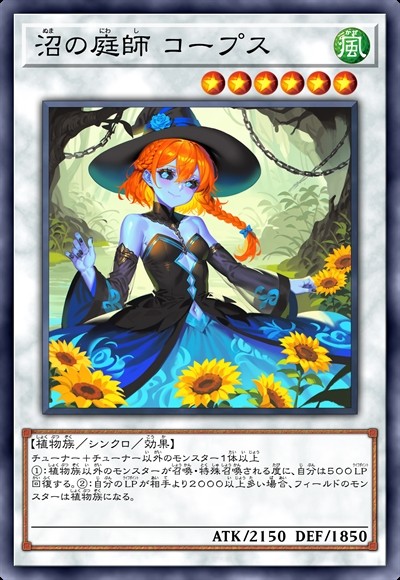 沼の庭師 コープス
風
【植物族／シンクロ／効果】
チューナー＋チューナー以外のモンスター1体以上
①：植物族以外のモンスターが召喚・特殊召喚される度に、自分は５００LP
回復する。②：自分のLPが相手より２０００以上多い場合、フィールドのモ
ンスターは植物族になる。
ATK/2150 DEF/1850